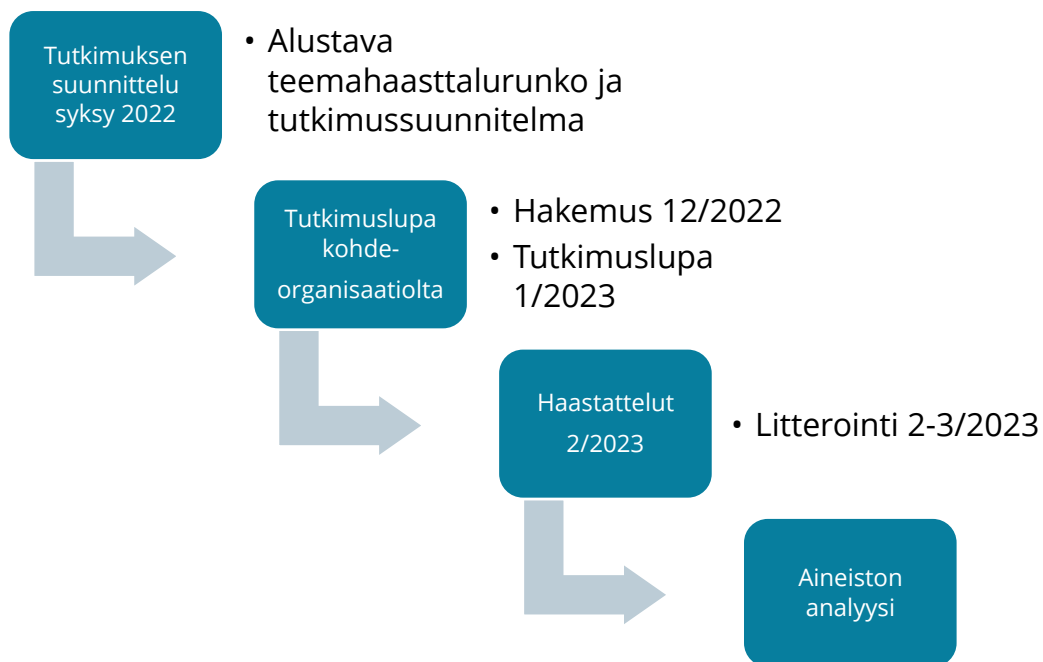 Tutkimuksen
suunnittelu
syksy 2022
• Alustava
teemahaasttalurunko ja
tutkimussuunnitelma
Tutkimuslupa
kohde-
organisaatiolta
• Hakemus 12/2022
• Tutkimuslupa
1/2023
Haastattelut
2/2023
• Litterointi 2-3/2023
Aineiston
analyysi